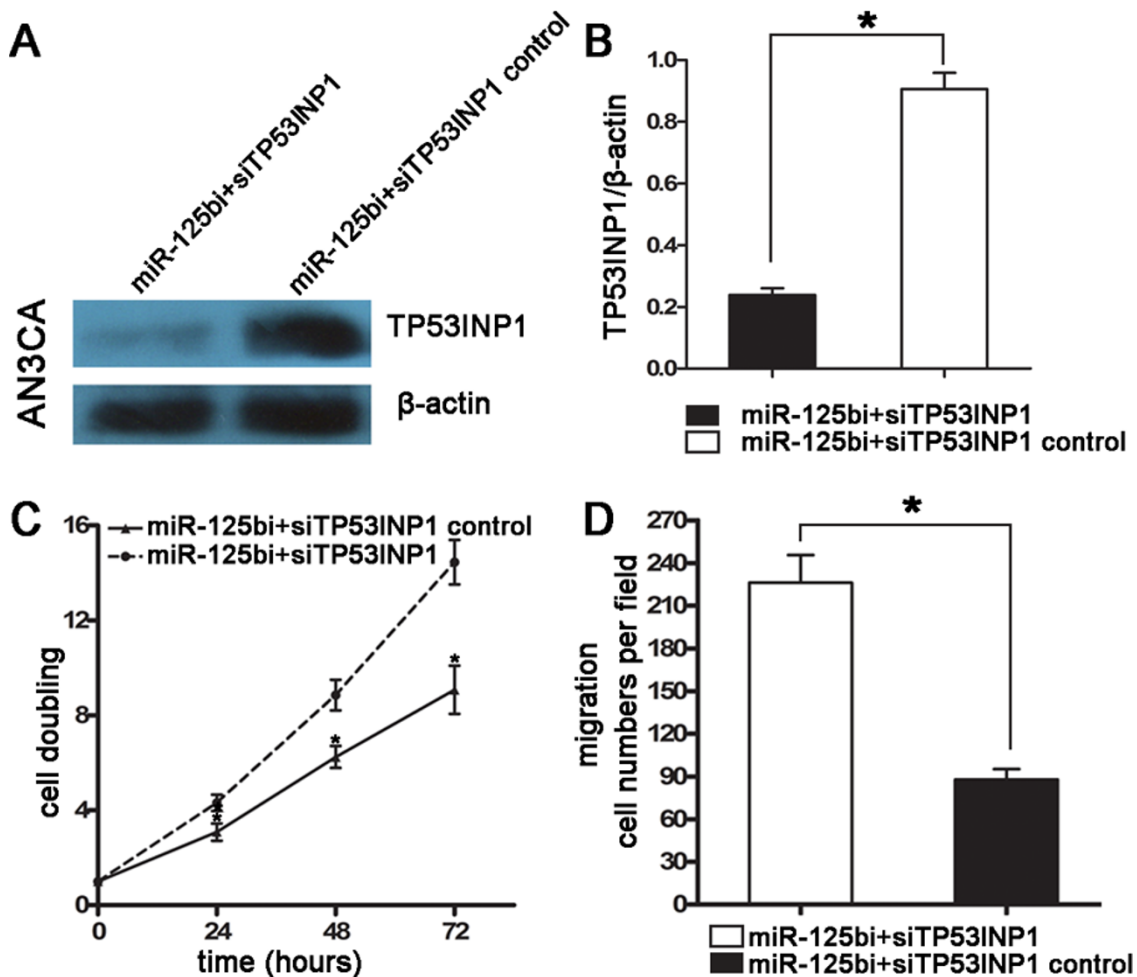 A
miR-125bi+siTP53INP1
miR-125bi+siTP53INP1 control
AN3CA
TP53INP1
β-actin
B
*
TP53INP1/β-actin
1.0
0.8
0.6
0.4
0.2
0.0
miR-125bi+siTP53INP1
miR-125bi+siTP53INP1 control
C
miR-125bi+siTP53INP1 control
miR-125bi+siTP53INP1
cell doubling
16
12
8
4
0
* * * *
0 24 48 72
time (hours)
D
*
migration
cell numbers per field
270
240
210
180
150
120
90
60
30
0
miR-125bi+siTP53INP1
miR-125bi+siTP53INP1 control